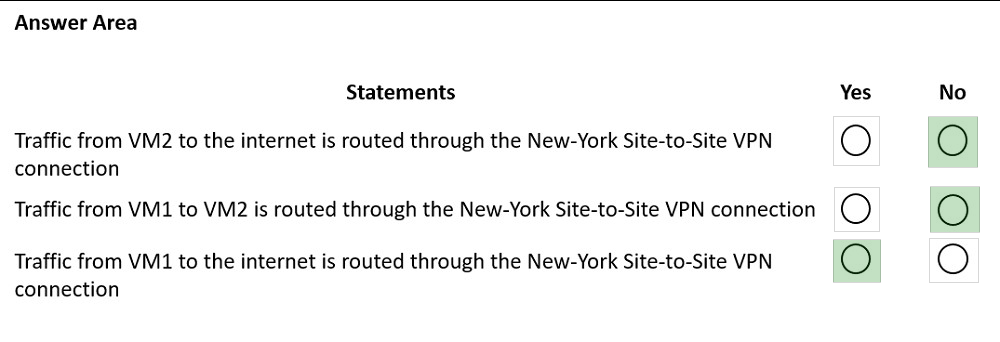 Answer Area
Statements Yes No
Traffic from VM2 to the internet is routed through the New-York Site-to-Site VPN
connection
Traffic from VM1 to VM2 is routed through the New-York Site-to-Site VPN connection
Traffic from VM1 to the internet is routed through the New-York Site-to-Site VPN
connection